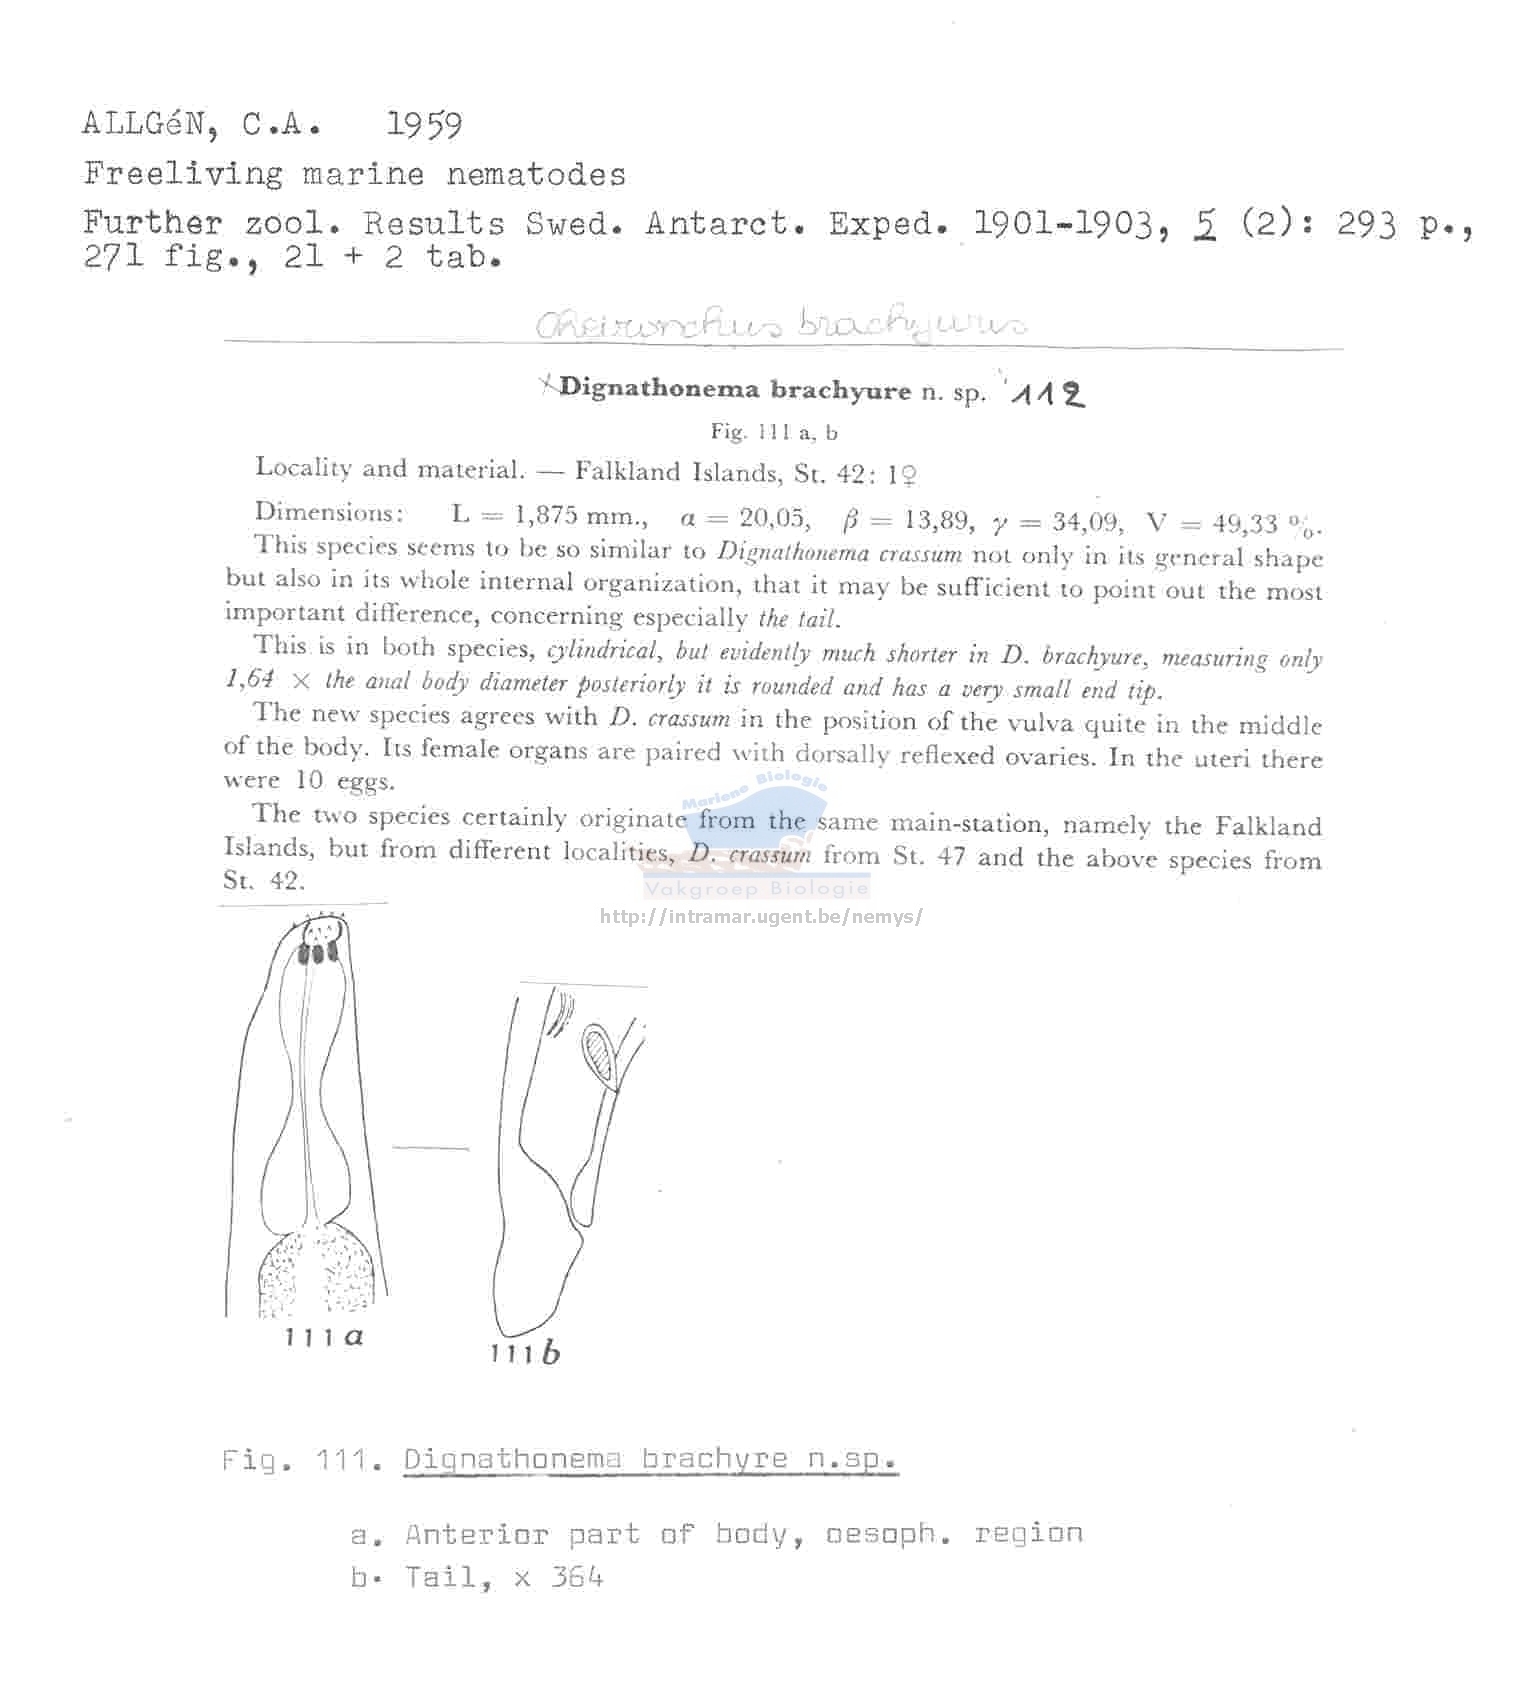 ALLGéN, C.A. 1959
Freeliving marine nematodes
Further zool. Results Swed. Antarct. Exped. 1901-1903, 5 (2): 293 p.,
271 fig., 21 + 2 tab.
Cheironchus brachyurus
Dignathonema brachyure n. sp. 112
Fig. 111 a, b
Locality and material. — Falkland Islands, St. 42: 1♀
Dimensions: L = 1,875 mm., α = 20,05, β = 13,89, γ = 34,09, V = 49,33 %.
This species seems to be so similar to Dignathonema crassum not only in its general shape
but also in its whole internal organization, that it may be sufficient to point out the most
important difference, concerning especially the tail.
This is in both species, cylindrical, but evidently much shorter in D. brachyure, measuring only
1,64 × the anal body diameter posteriorly it is rounded and has a very small end tip.
The new species agrees with D. crassum in the position of the vulva quite in the middle
of the body. Its female organs are paired with dorsally reflexed ovaries. In the uteri there
were 10 eggs.
The two species certainly originate from the same main-station, namely the Falkland
Islands, but from different localities, D. crassum from St. 47 and the above species from
St. 42.
Mariene Biologie
Vakgroep Biologie
http://intramar.ugent.be/nemys/
111 a
111 b
Fig. 111. Dignathonema brachyre n.sp.
a. Anterior part of body, oesoph. region
b. Tail, x 364